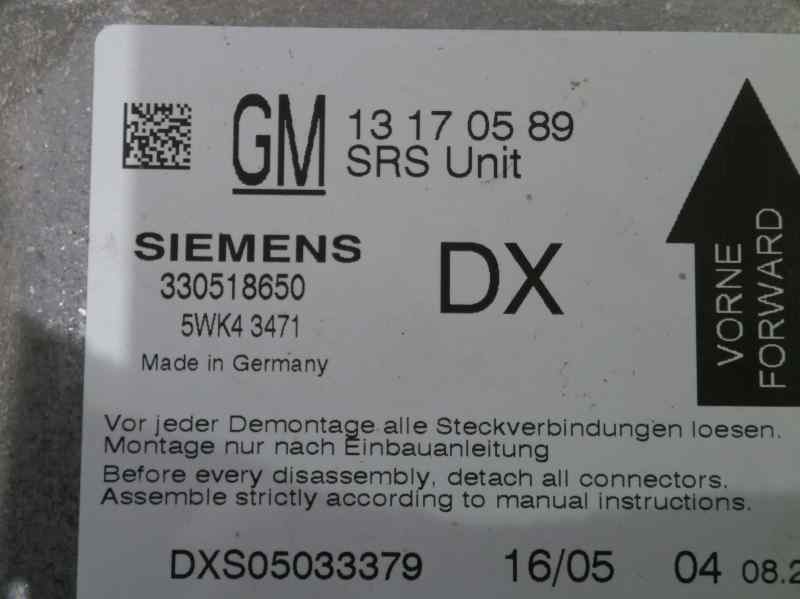 GM 13 17 05 89
SRS Unit
SIEMENS
DX
330518650
5WK4 3471
Made in Germany
VORNE
FORWARD
Vor jeder Demontage alle Steckverbindungen loesen.
Montage nur nach Einbauanleitung
Before every disassembly, detach all connectors.
Assemble strictly according to manual instructions.
DXS05033379 16/05 04 08.2